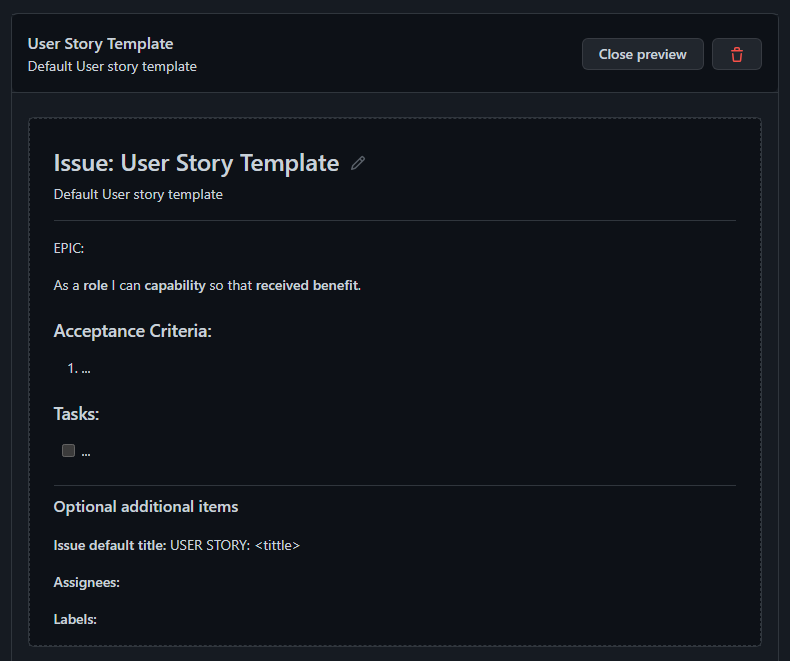 User Story Template
Default User story template
Close preview
Issue: User Story Template
Default User story template
EPIC:
As a role I can capability so that received benefit.
Acceptance Criteria:
1. ...
Tasks:
...
Optional additional items
Issue default title: USER STORY: <tittle>
Assignees:
Labels: